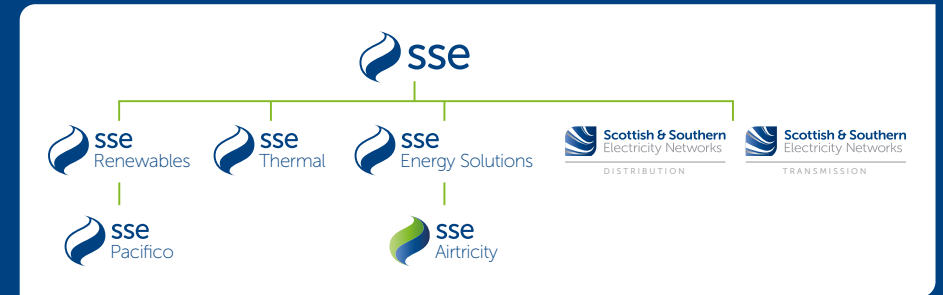 sse
sse
Renewables
sse
Thermal
sse
Energy Solutions
Scottish & Southern
Electricity Networks
DISTRIBUTION
Scottish & Southern
Electricity Networks
TRANSMISSION
sse
Pacifico
sse
Airtricity